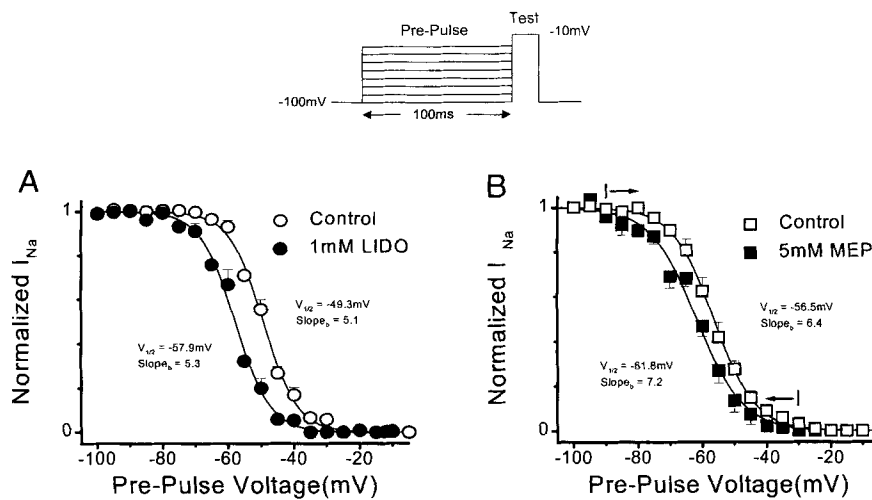 Pre-Pulse
Test
-10mV
-100mV
100ms
A
Normalized I Na
1
0
Control
1mM LIDO
V1/2 = -49.3mV
Slopeb = 5.1
V1/2 = -57.9mV
Slopeb = 5.3
-100 -80 -60 -40 -20
Pre-Pulse Voltage(mV)
B
Normalized I Na
1
0
Control
5mM MEP
V1/2 = -56.5mV
Slopeb = 6.4
V1/2 = -61.8mV
Slopeb = 7.2
-100 -80 -60 -40 -20
Pre-Pulse Voltage(mV)